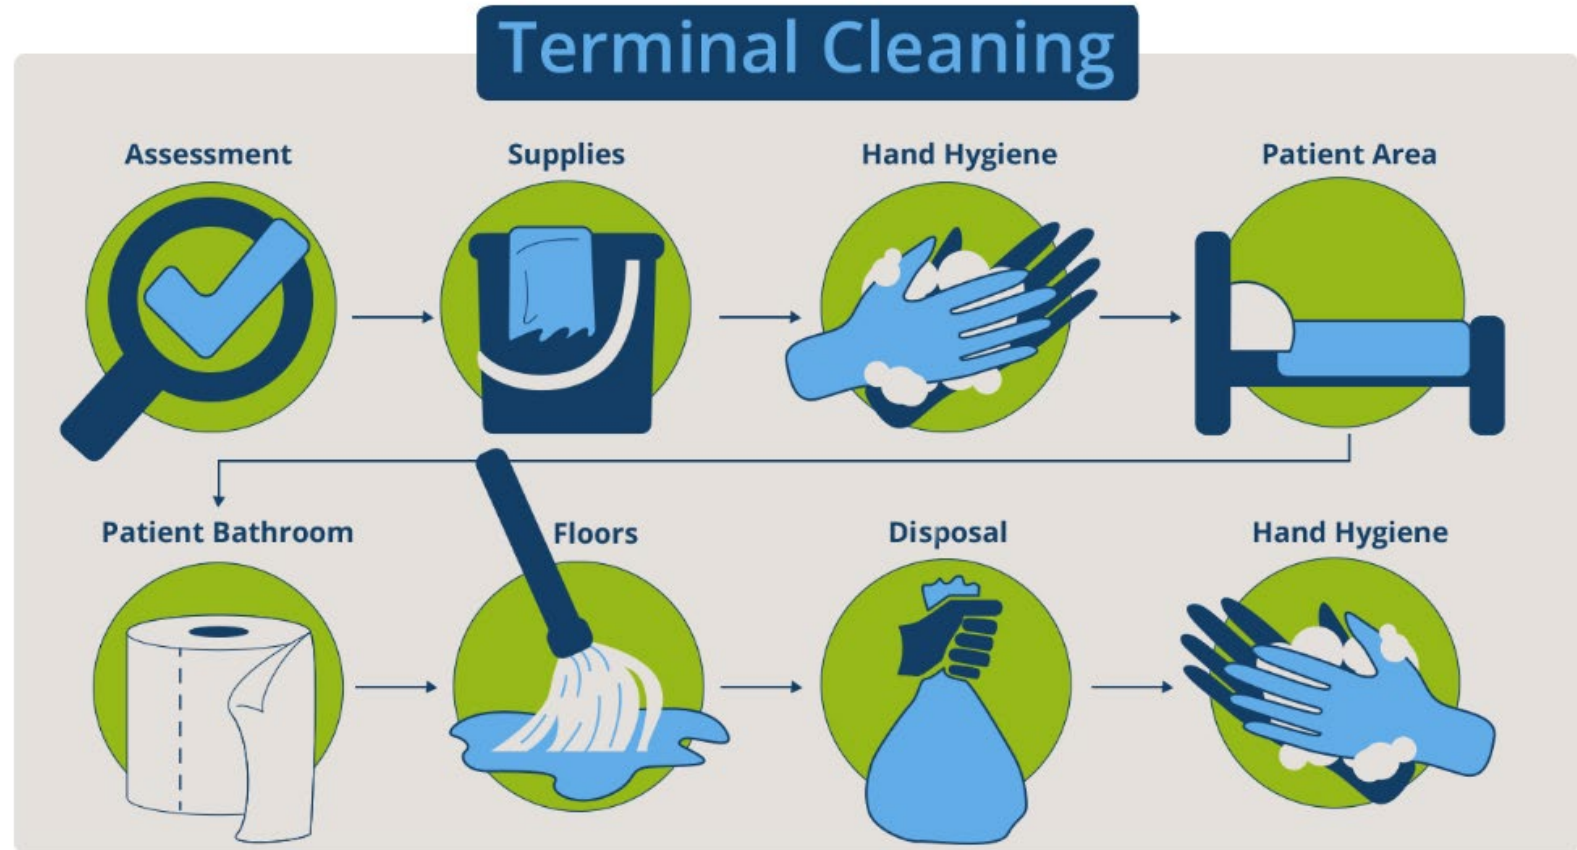 Terminal Cleaning
Assessment
Supplies
Hand Hygiene
Patient Area
Patient Bathroom
Floors
Disposal
Hand Hygiene